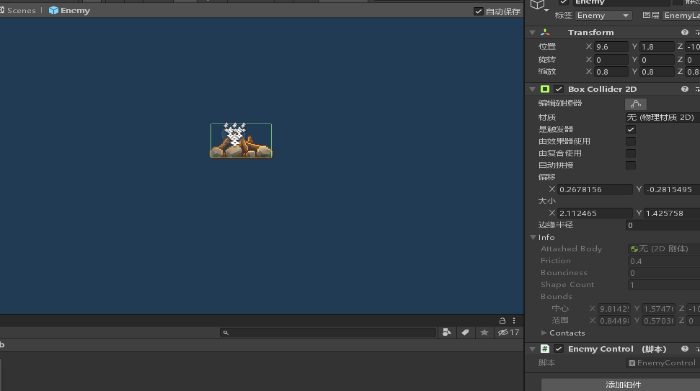 Scenes | Enemy
自动保存
Enemy
标签 Enemy 图层 EnemyLa
Transform
位置 X 9.6 Y 1.8 Z -10
旋转 X 0 Y 0 Z 0
缩放 X 0.8 Y 0.8 Z 0.8
Box Collider 2D
编辑碰撞器
材质 无 (物理材质 2D)
是触发器
由效果器使用
由复合使用
自动拼接
偏移
X 0.2678156 Y -0.2815495
大小
X 2.112465 Y 1.425758
边缘半径 0
Info
Attached Body 无 (2D 刚体)
Friction 0.4
Bounciness 0
Shape Count 1
Bounds
中心 X 9.8142 Y 1.5747 Z -10
范围 X 0.8449 Y 0.5703 Z 0
Contacts
17
b
Enemy Control (脚本)
脚本 EnemyControl
添加组件